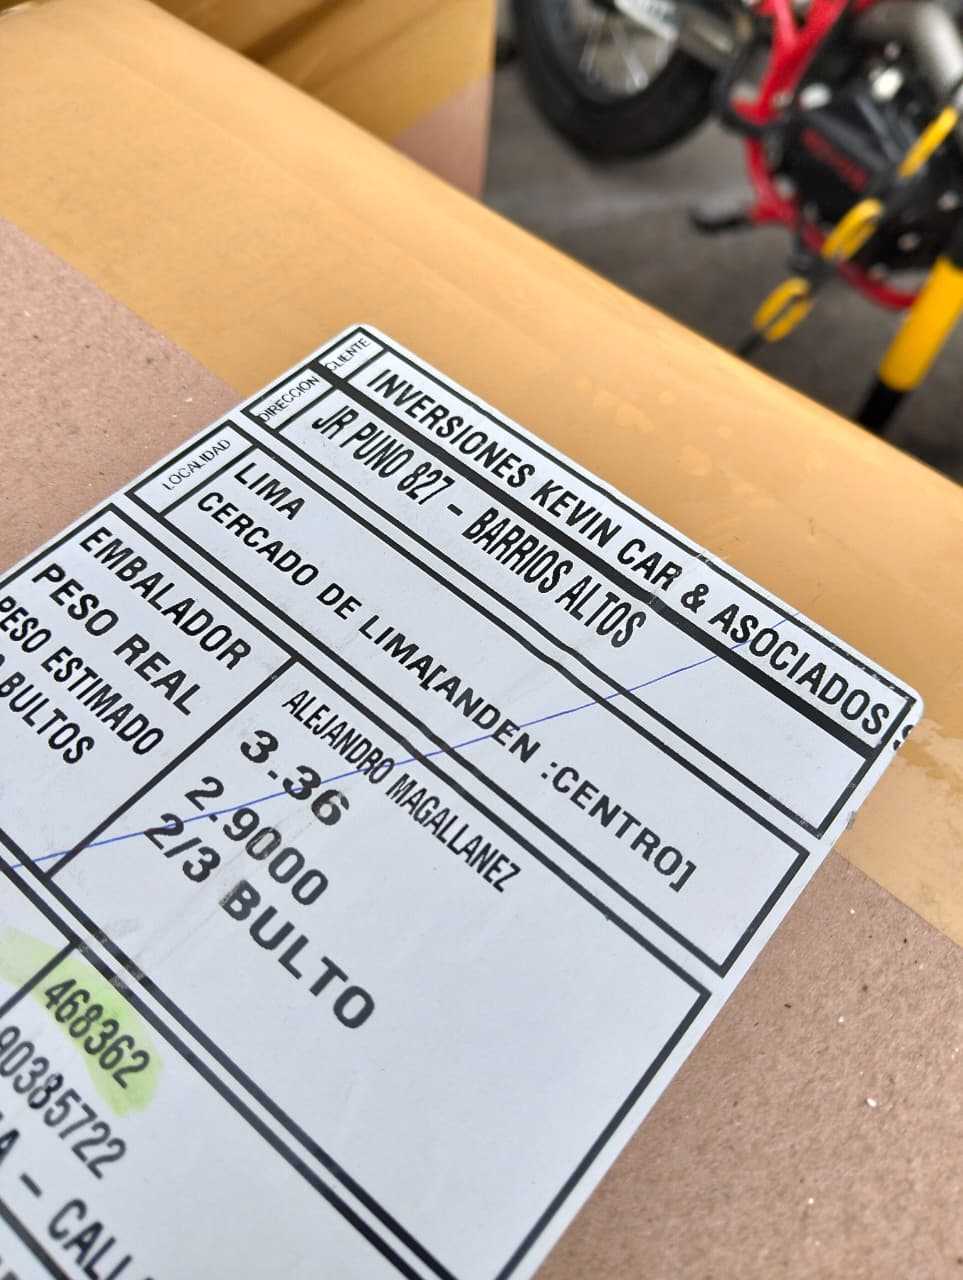 CLIENTE INVERSIONES KEVIN CAR & ASOCIADOS
DIRECCION JR PUNO 827 - BARRIOS ALTOS
LOCALIDAD LIMA
CERCADO DE LIMA[ANDEN :CENTRO]
EMBALADOR ALEJANDRO MAGALLANEZ
PESO REAL 3.36
PESO ESTIMADO 2.9000
BULTOS 2/3 BULTO
468362
90385722
A - CALL